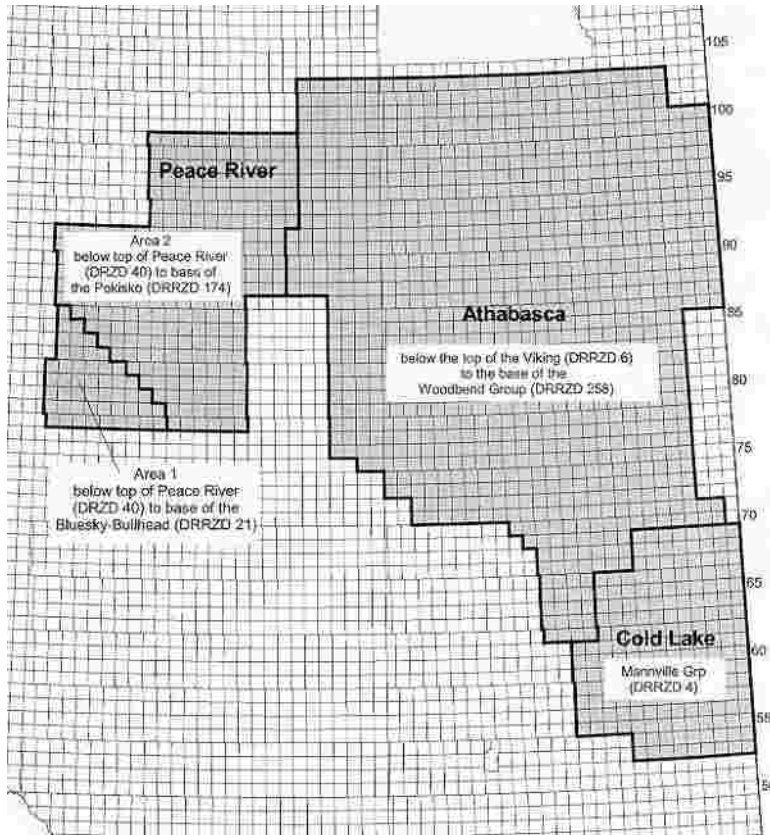 105
100
Peace River
95
Area 2
below top of Peace River
(DRZD 40) to base of
the Pekisko (DRRZD 174)
90
85
Athabasca
below the top of the Viking (DRRZD 6)
to the base of the
Woodbend Group (DRRZD 258)
80
75
Area 1
below top of Peace River
(DRZD 40) to base of the
Bluesky-Bullhead (DRRZD 21)
70
65
Cold Lake
60
Mannville Grp
(DRRZD 4)
55
50